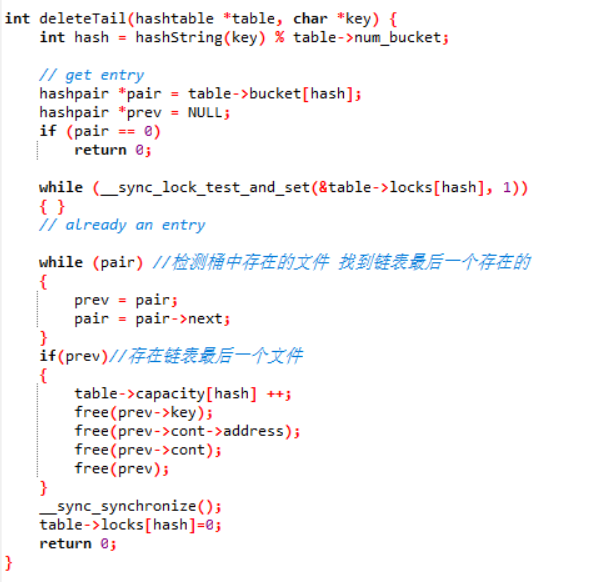 int deleteTail(hashtable *table, char *key) {
    int hash = hashString(key) % table->num_bucket;

    // get entry
    hashpair *pair = table->bucket[hash];
    hashpair *prev = NULL;
    if (pair == 0)
        return 0;

    while (__sync_lock_test_and_set(&table->locks[hash], 1))
    { }
    // already an entry

    while (pair) //检测桶中存在的文件 找到链表最后一个存在的
    {
        prev = pair;
        pair = pair->next;
    }
    if(prev)//存在链表最后一个文件
    {
        table->capacity[hash] ++;
        free(prev->key);
        free(prev->cont->address);
        free(prev->cont);
        free(prev);
    }
    __sync_synchronize();
    table->locks[hash]=0;
    return 0;
}